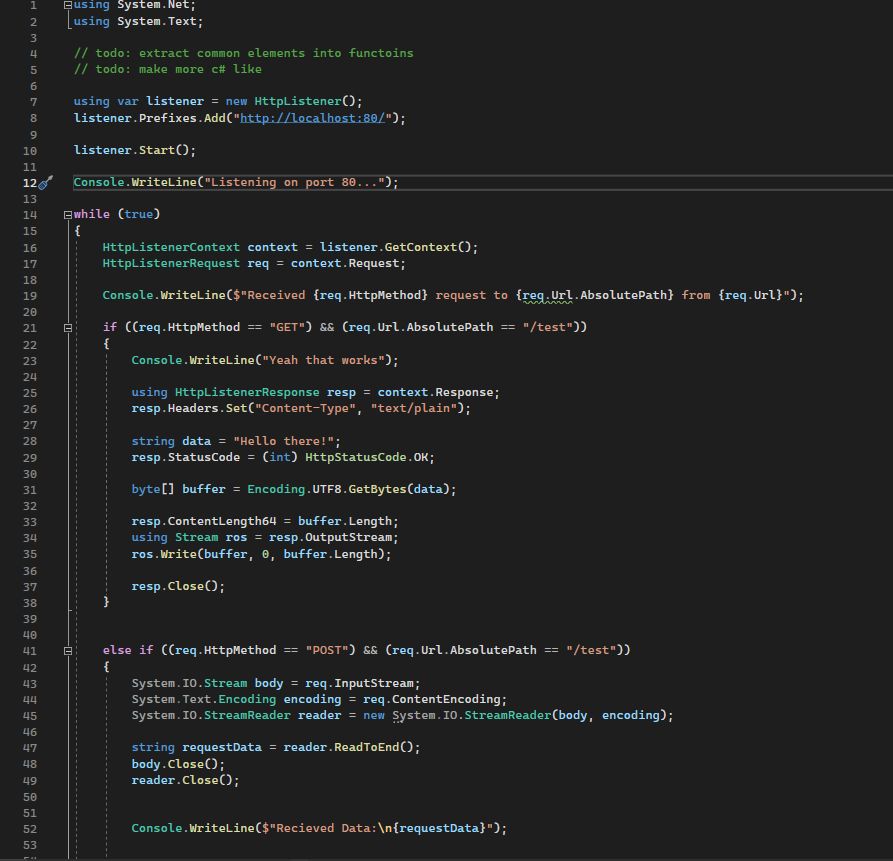 1 using System.Net;
2 using System.Text;
3
4 // todo: extract common elements into functoins
5 // todo: make more c# like
6
7 using var listener = new HttpListener();
8 listener.Prefixes.Add("http://localhost:80/");
9
10 listener.Start();
11
12 Console.WriteLine("Listening on port 80...");
13
14 while (true)
15 {
16 HttpListenerContext context = listener.GetContext();
17 HttpListenerRequest req = context.Request;
18
19 Console.WriteLine($"Received {req.HttpMethod} request to {req.Url.AbsolutePath} from {req.Url}");
20
21 if ((req.HttpMethod == "GET") && (req.Url.AbsolutePath == "/test"))
22 {
23 Console.WriteLine("Yeah that works");
24
25 using HttpListenerResponse resp = context.Response;
26 resp.Headers.Set("Content-Type", "text/plain");
27
28 string data = "Hello there!";
29 resp.StatusCode = (int) HttpStatusCode.OK;
30
31 byte[] buffer = Encoding.UTF8.GetBytes(data);
32
33 resp.ContentLength64 = buffer.Length;
34 using Stream ros = resp.OutputStream;
35 ros.Write(buffer, 0, buffer.Length);
36
37 resp.Close();
38 }
39
40
41 else if ((req.HttpMethod == "POST") && (req.Url.AbsolutePath == "/test"))
42 {
43 System.IO.Stream body = req.InputStream;
44 System.Text.Encoding encoding = req.ContentEncoding;
45 System.IO.StreamReader reader = new System.IO.StreamReader(body, encoding);
46
47 string requestData = reader.ReadToEnd();
48 body.Close();
49 reader.Close();
50
51
52 Console.WriteLine($"Recieved Data:\n{requestData}");
53